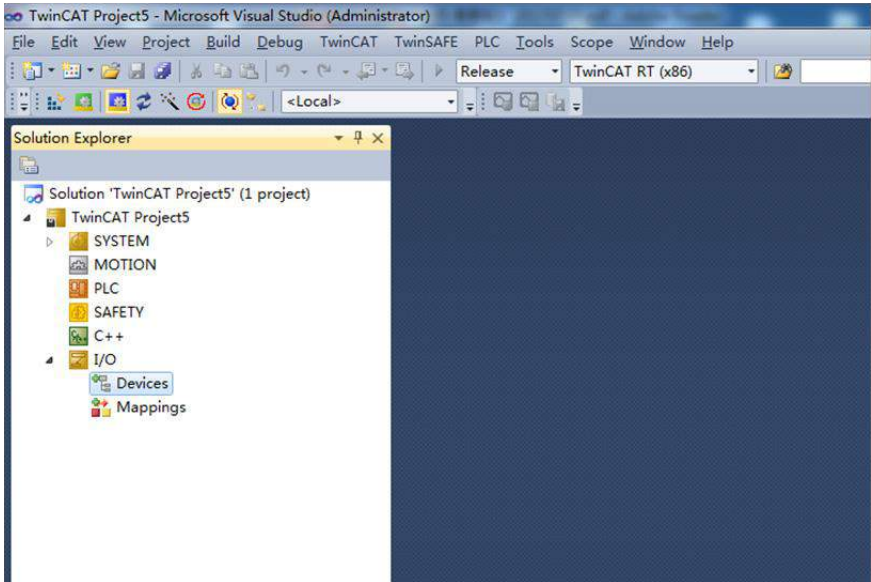 TwinCAT Project5 - Microsoft Visual Studio (Administrator)
File Edit View Project Build Debug TwinCAT TwinSAFE PLC Tools Scope Window Help
Release TwinCAT RT (x86)
<Local>
Solution Explorer
Solution 'TwinCAT Project5' (1 project)
TwinCAT Project5
SYSTEM
MOTION
PLC
SAFETY
C++
I/O
Devices
Mappings